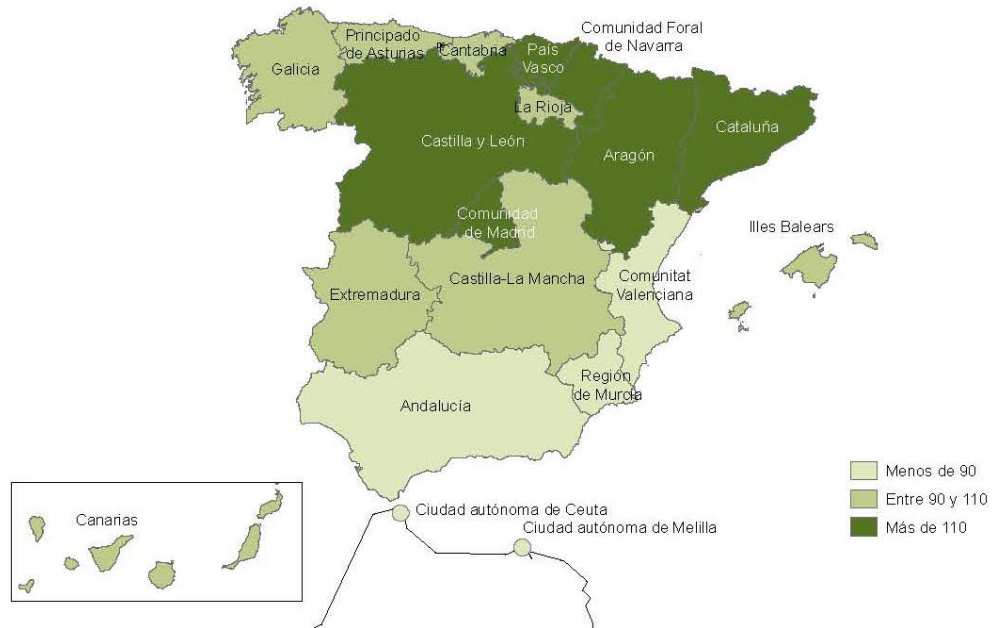 Comunidad Foral
de Navarra
Principado
de Asturias
Cantabria
País
Vasco
Galicia
La Rioja
Castilla y León
Aragón
Cataluña
Comunidad
de Madrid
Illes Balears
Castilla-La Mancha
Comunitat
Valenciana
Extremadura
Región
de Murcia
Andalucía
Menos de 90
Entre 90 y 110
Más de 110
Canarias
Ciudad autónoma de Ceuta
Ciudad autónoma de Melilla